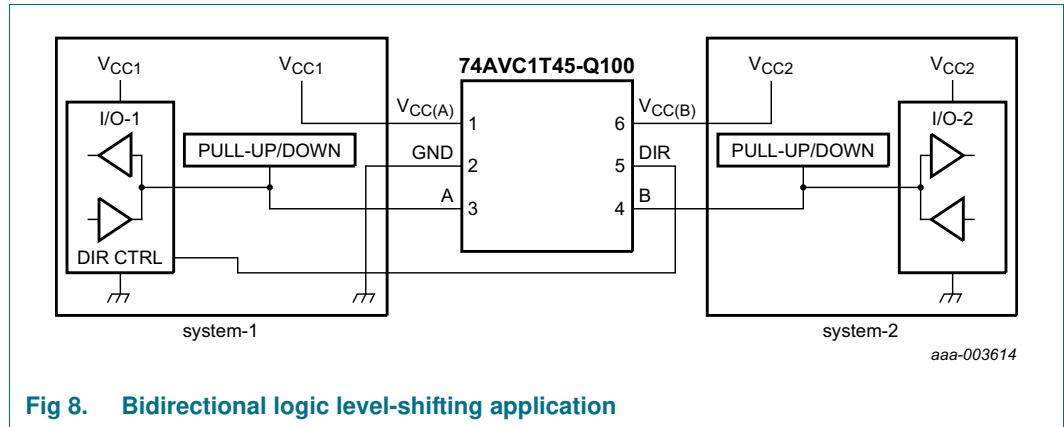 74AVC1T45-Q100
VCC1
VCC1
VCC2
VCC2
I/O-1
VCC(A)
VCC(B)
I/O-2
1
6
PULL-UP/DOWN
GND
DIR
PULL-UP/DOWN
2
5
A
B
3
4
DIR CTRL
system-1
system-2
aaa-003614
Fig 8. Bidirectional logic level-shifting application